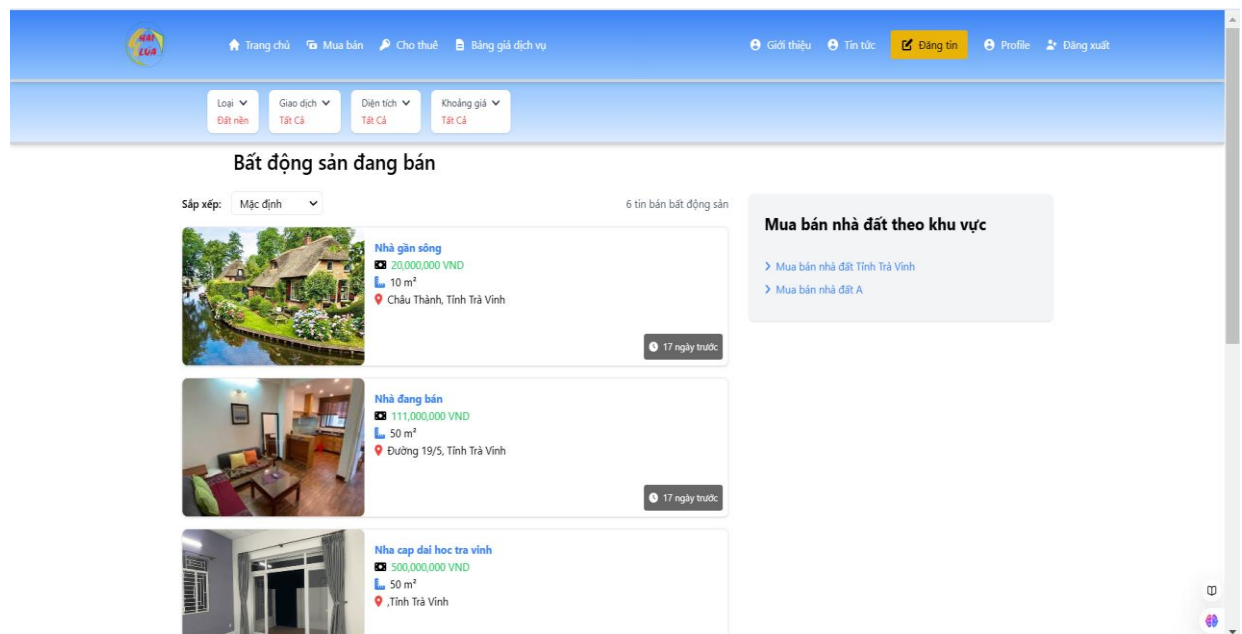 HAI
LÚA
Trang chủ Mua bán Cho thuê Bảng giá dịch vụ Giới thiệu Tin tức Đăng tin Profile Đăng xuất
Loại Giao dịch Diện tích Khoảng giá
Đất nền Tất Cả Tất Cả Tất Cả
Bất động sản đang bán
Sắp xếp: Mặc định 6 tin bán bất động sản
Mua bán nhà đất theo khu vực
Mua bán nhà đất Tỉnh Trà Vinh
Mua bán nhà đất A
Nhà gần sông
20,000,000 VND
10 m²
Châu Thành, Tỉnh Trà Vinh
17 ngày trước
Nhà đang bán
111,000,000 VND
50 m²
Đường 19/5, Tỉnh Trà Vinh
17 ngày trước
Nha cap dai hoc tra vinh
500,000,000 VND
50 m²
,Tỉnh Trà Vinh